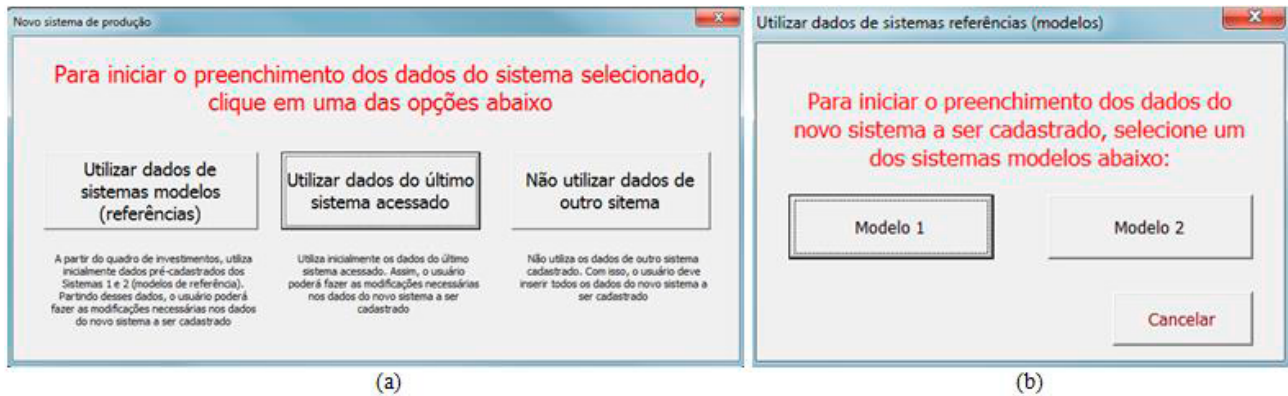 Novo sistema de produção
Para iniciar o preenchimento dos dados do sistema selecionado,
clique em uma das opções abaixo
Utilizar dados de
sistemas modelos
(referências)
Utilizar dados do último
sistema acessado
Não utilizar dados de
outro sitema
A partir do quadro de investimentos, utiliza
inicialmente dados pré-cadastrados dos
Sistemas 1 e 2 (modelos de referência).
Partindo desses dados, o usuário poderá
fazer as modificações necessárias nos dados
do novo sistema a ser cadastrado
Utiliza inicialmente os dados do último
sistema acessado. Assim, o usuário
poderá fazer as modificações necessárias
nos dados do novo sistema a ser
cadastrado
Não utiliza os dados de outro sistema
cadastrado. Com isso, o usuário deve
inserir todos os dados do novo sistema a
ser cadastrado
(a)
Utilizar dados de sistemas referências (modelos)
Para iniciar o preenchimento dos dados do
novo sistema a ser cadastrado, selecione um
dos sistemas modelos abaixo:
Modelo 1
Modelo 2
Cancelar
(b)